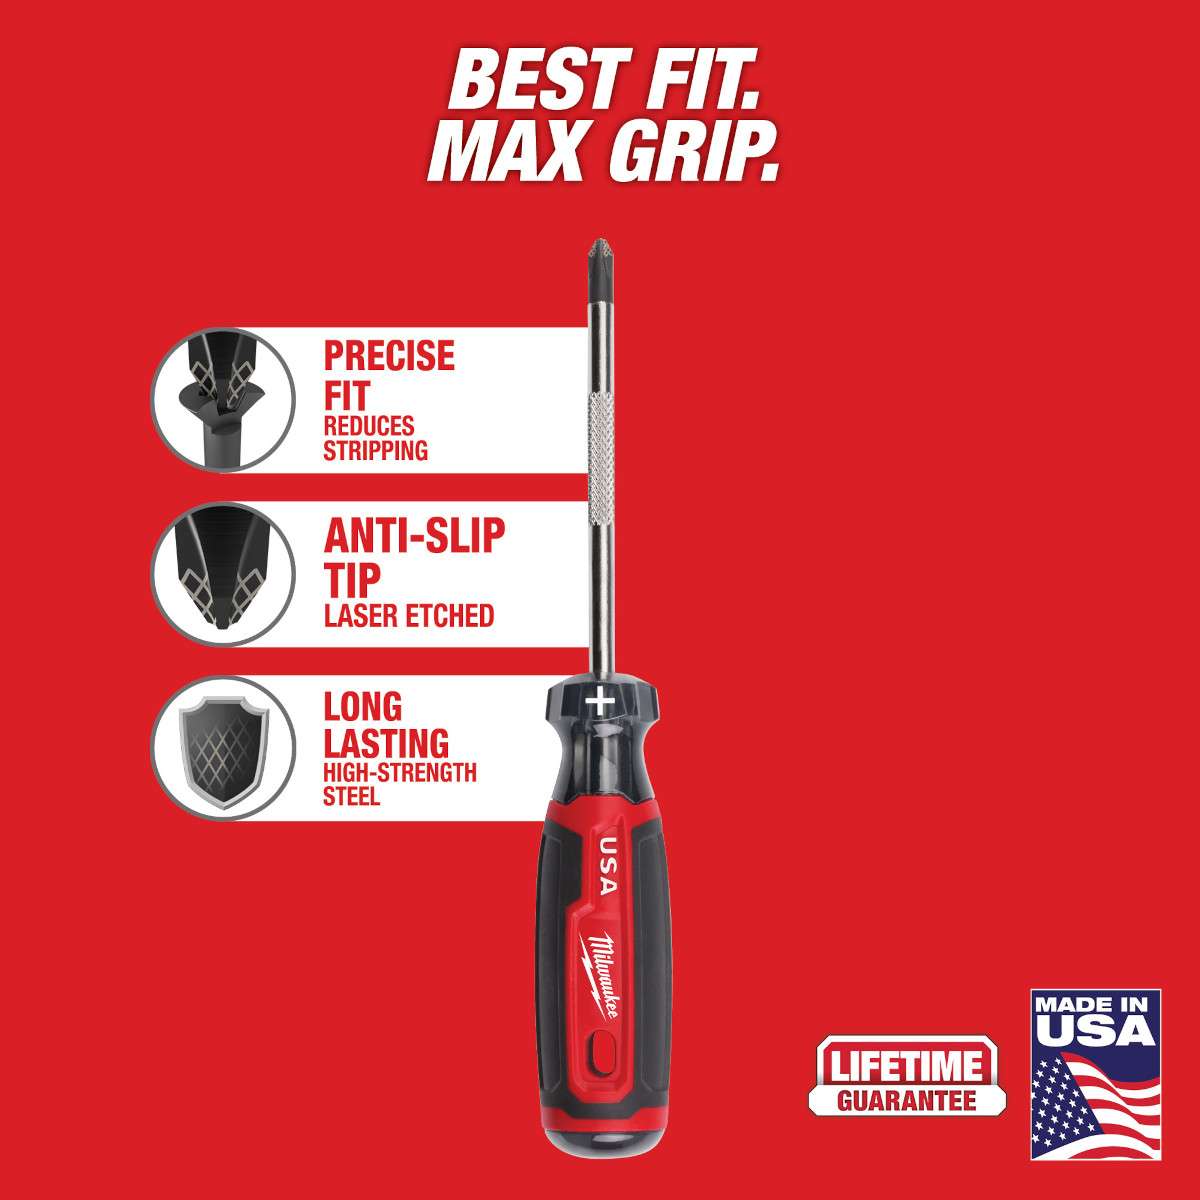 BEST FIT.
MAX GRIP.
PRECISE
FIT
REDUCES
STRIPPING
ANTI-SLIP
TIP
LASER ETCHED
LONG
LASTING
HIGH-STRENGTH
STEEL
USA
Milwaukee
LIFETIME
GUARANTEE
MADE IN
USA